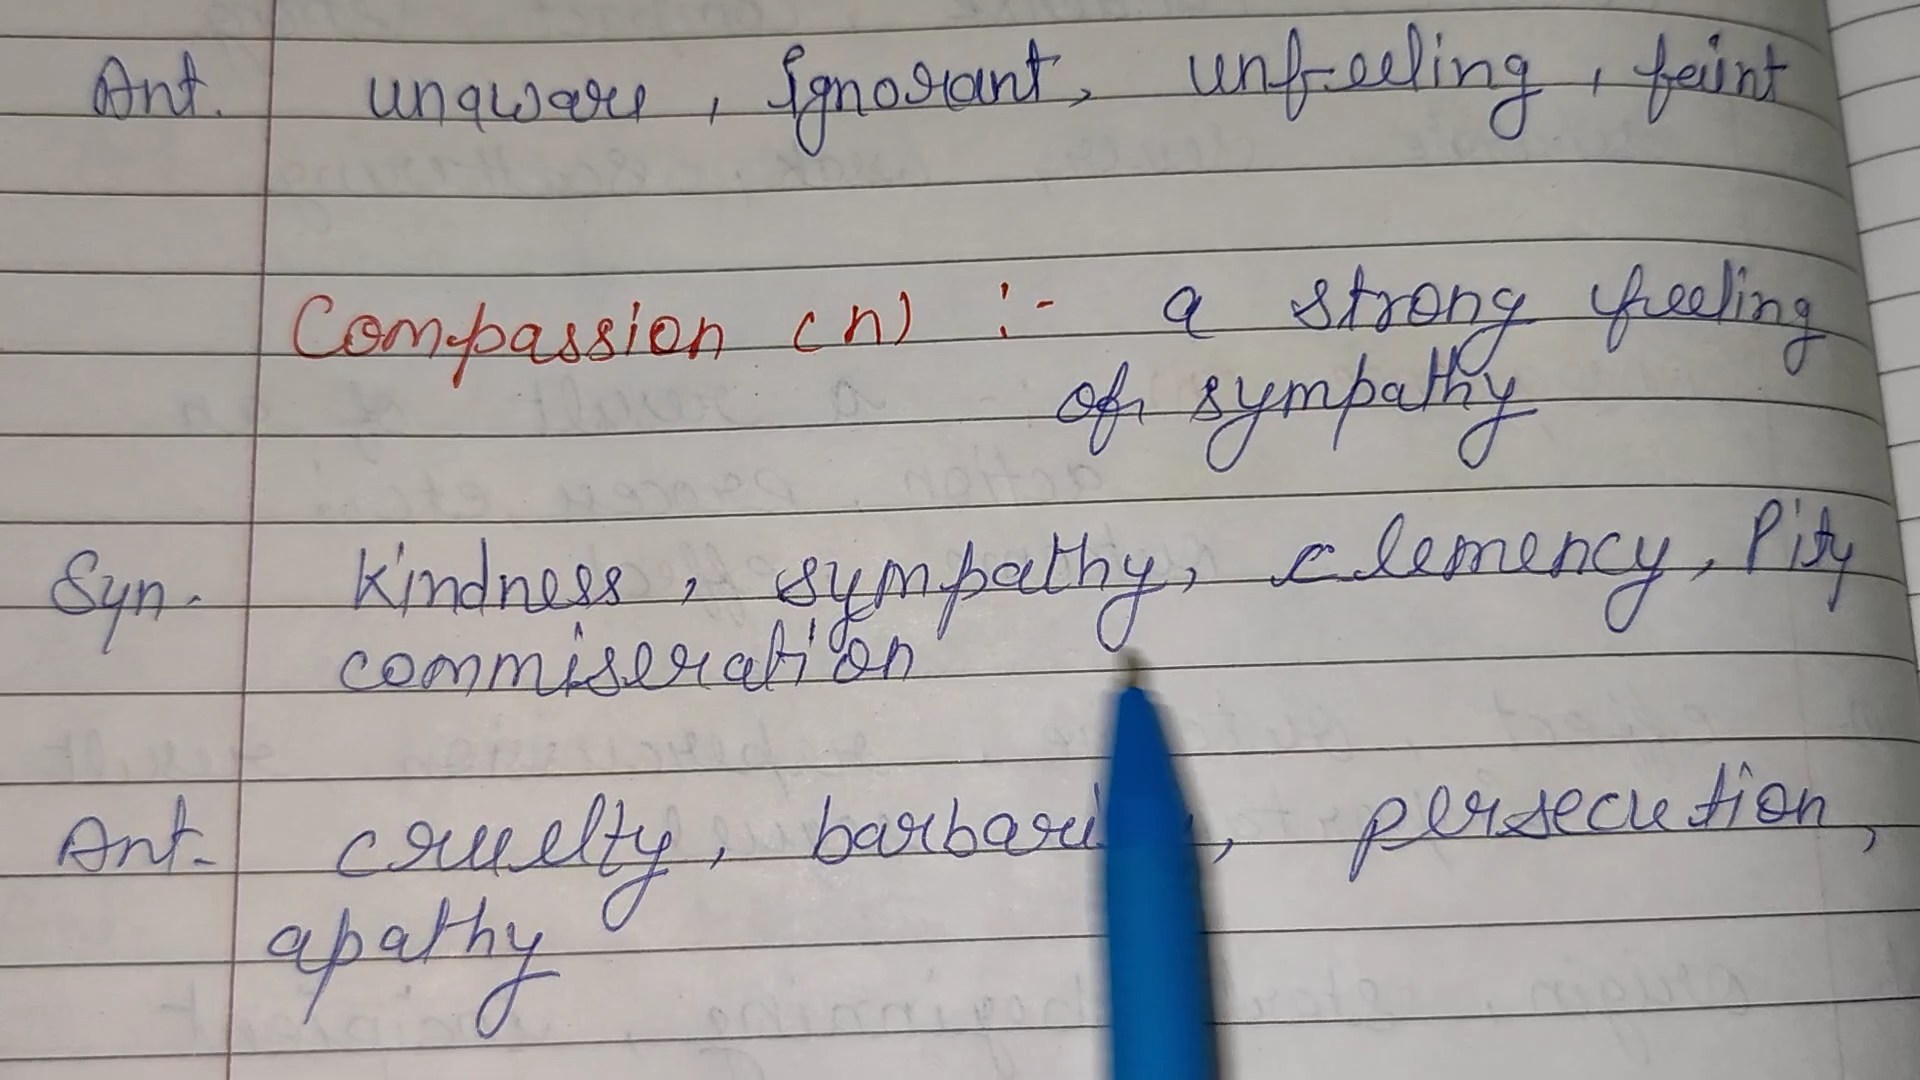 Ant. unaware, Ignorant, unfeeling, faint
Compassion (n) :- a strong feeling
of sympathy
Syn. Kindness, sympathy, clemency, Pity
commiseration
Ant. cruelty, , persecution,
apathy